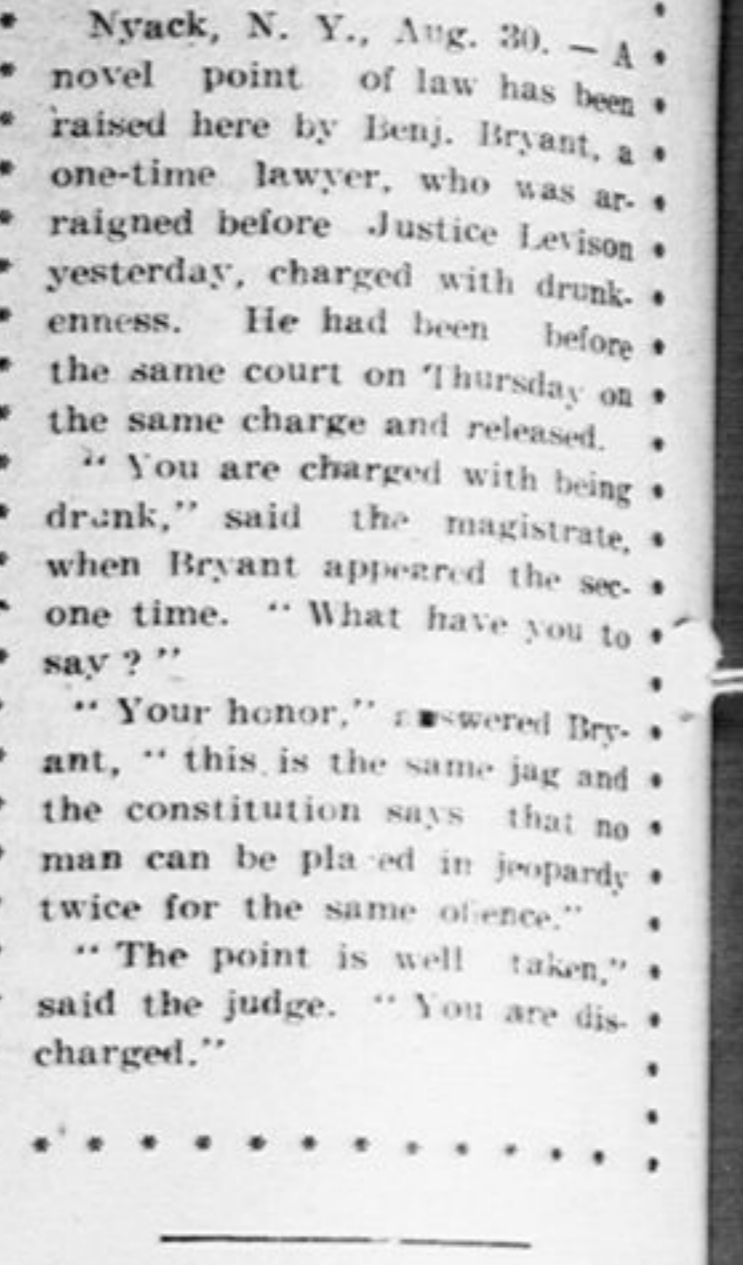 Nyack, N. Y., Aug. 30. — A
novel point of law has been
raised here by Benj. Bryant, a
one-time lawyer, who was ar-
raigned before Justice Levison
yesterday, charged with drunk-
enness. He had been before
the same court on Thursday on
the same charge and released.
" You are charged with being
drunk," said the magistrate,
when Bryant appeared the sec-
one time. " What have you to
say ? "
" Your honor," answered Bry-
ant, " this is the same jag and
the constitution says that no
man can be placed in jeopardy
twice for the same offence."
" The point is well taken,"
said the judge. " You are dis-
charged."